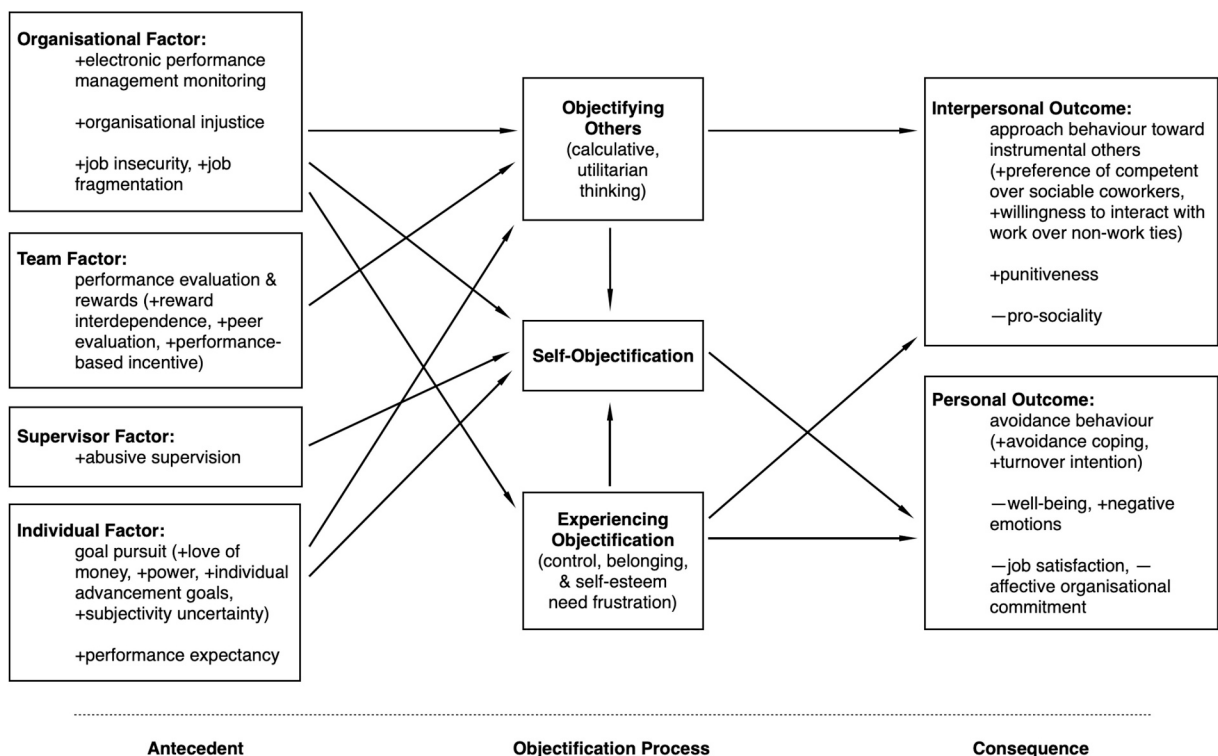 Organisational Factor:
+electronic performance
management monitoring
+organisational injustice
+job insecurity, +job
fragmentation
Team Factor:
performance evaluation &
rewards (+reward
interdependence, +peer
evaluation, +performance-
based incentive)
Supervisor Factor:
+abusive supervision
Individual Factor:
goal pursuit (+love of
money, +power, +individual
advancement goals,
+subjectivity uncertainty)
+performance expectancy
Objectifying
Others
(calculative,
utilitarian
thinking)
Self-Objectification
Experiencing
Objectification
(control, belonging,
& self-esteem
need frustration)
Interpersonal Outcome:
approach behaviour toward
instrumental others
(+preference of competent
over sociable coworkers,
+willingness to interact with
work over non-work ties)
+punitiveness
—pro-sociality
Personal Outcome:
avoidance behaviour
(+avoidance coping,
+turnover intention)
—well-being, +negative
emotions
—job satisfaction, —
affective organisational
commitment
Antecedent
Objectification Process
Consequence